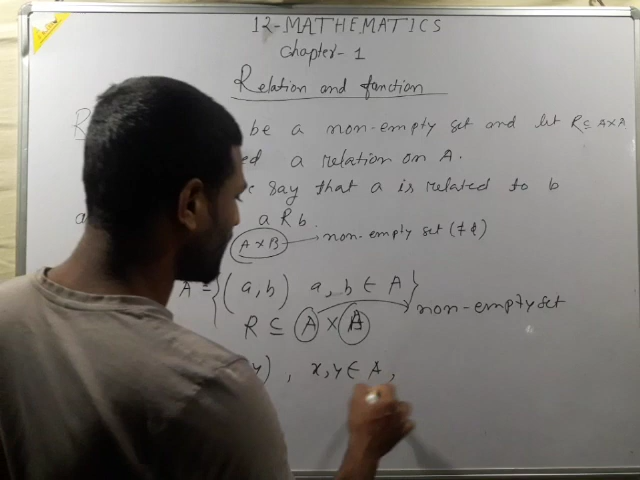 12-MATHEMATICS
Chapter-1
Relation and function
R be a non-empty set and let R ⊆ A×A
ed a relation on A.
say that a is related to b
a a R b.
A×B → non-empty set (≠ ϕ)
A = {(a,b) a, b ∈ A}
R ⊆ A × A → non-empty set
y), x,y ∈ A,